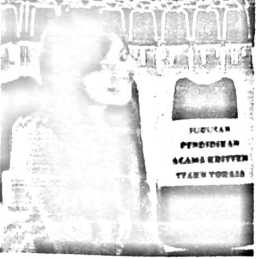 JURUSAN
PENDIDIKAN
AGAMA KRISTEN
STAKN TORAJA